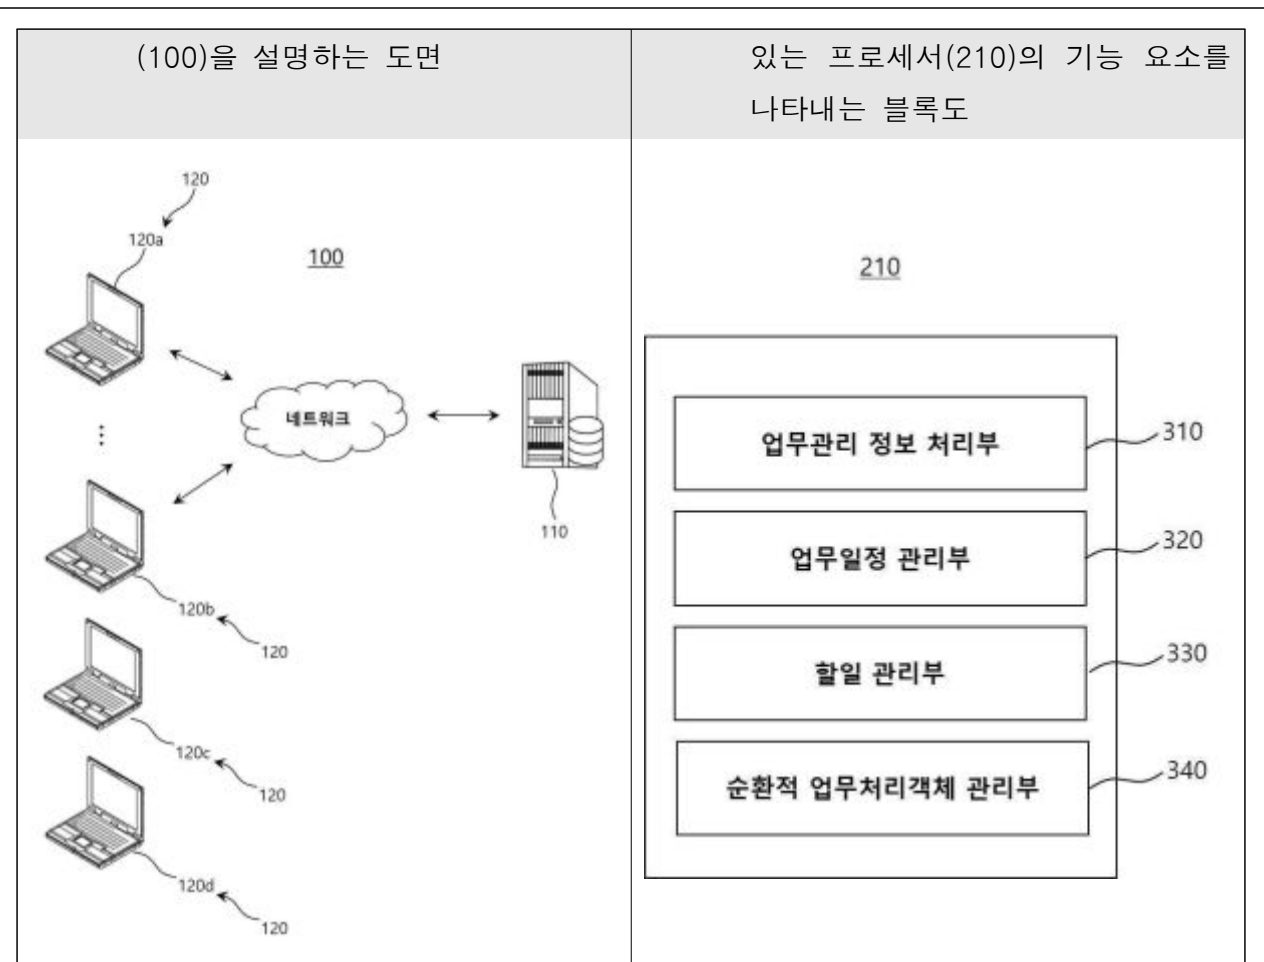 (100)을 설명하는 도면
있는 프로세서(210)의 기능 요소를
나타내는 블록도
120
120a
100
네트워크
110
120b
120
120c
120
120d
120
210
업무관리 정보 처리부
310
업무일정 관리부
320
할일 관리부
330
순환적 업무처리객체 관리부
340